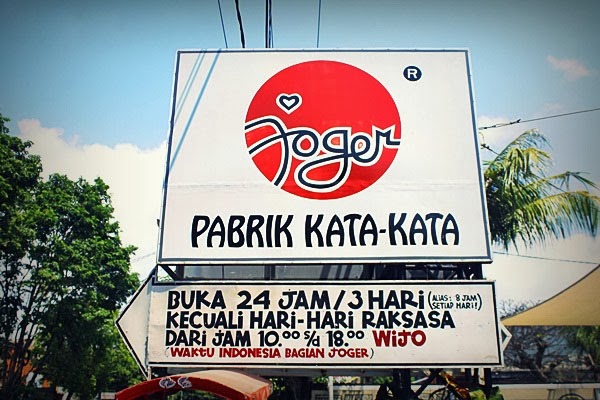 ®
Joger
PABRIK KATA-KATA
BUKA 24 JAM/3 HARI (ALIAS: 8 JAM SETIAP HARI!)
KECUALI HARI-HARI RAKSASA
DARI JAM 10.00 S/d 18.00 WIJO
(WAKTU INDONESIA BAGIAN JOGER)